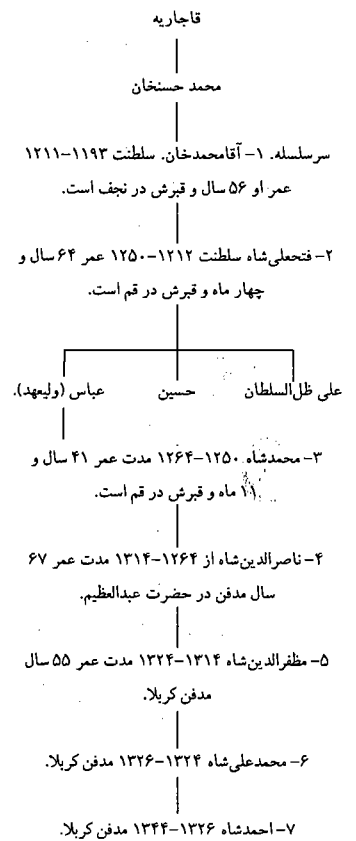 قاجاریه
محمد حسنخان
سرسلسله. ۱- آقامحمدخان. سلطنت ۱۱۹۳-۱۲۱۱
عمر او ۵۶ سال و قبرش در نجف است.
۲- فتحعلی‌شاه سلطنت ۱۲۱۲-۱۲۵۰ عمر ۶۴ سال و
چهار ماه و قبرش در قم است.
علی ظل‌السلطان حسین عباس (ولیعهد).
۳- محمدشاه ۱۲۵۰-۱۲۶۴ مدت عمر ۴۱ سال و
۱۱ ماه و قبرش در قم است.
۴- ناصرالدین‌شاه از ۱۲۶۴-۱۳۱۴ مدت عمر ۶۷
سال مدفن در حضرت عبدالعظیم.
۵- مظفرالدین‌شاه ۱۳۱۴-۱۳۲۴ مدت عمر ۵۵ سال
مدفن کربلا.
۶- محمدعلی‌شاه ۱۳۲۴-۱۳۲۶ مدفن کربلا.
۷- احمدشاه ۱۳۲۶-۱۳۴۴ مدفن کربلا.